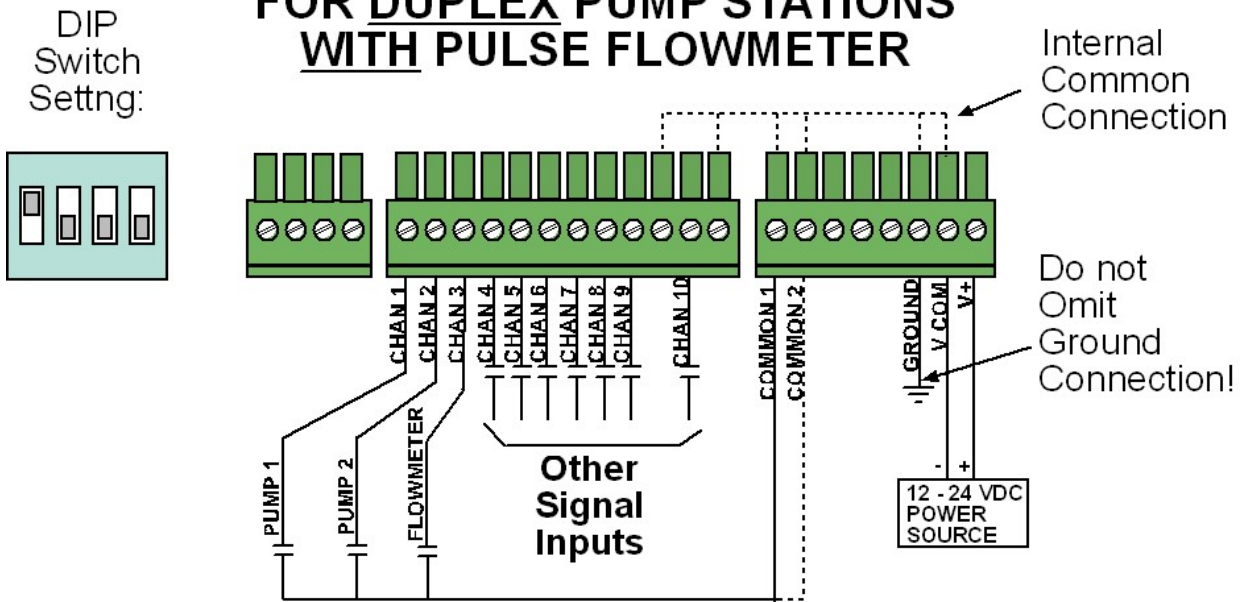 FOR DUPLEX PUMP STATIONS
WITH PULSE FLOWMETER
DIP
Switch
Settng:
Internal
Common
Connection
CHAN 1
CHAN 2
CHAN 3
CHAN 4
CHAN 5
CHAN 6
CHAN 7
CHAN 8
CHAN 9
CHAN 10
COMMON 1
COMMON 2
GROUND
V COM
V+
Do not
Omit
Ground
Connection!
PUMP 1
PUMP 2
FLOWMETER
Other
Signal
Inputs
- +
12 - 24 VDC
POWER
SOURCE